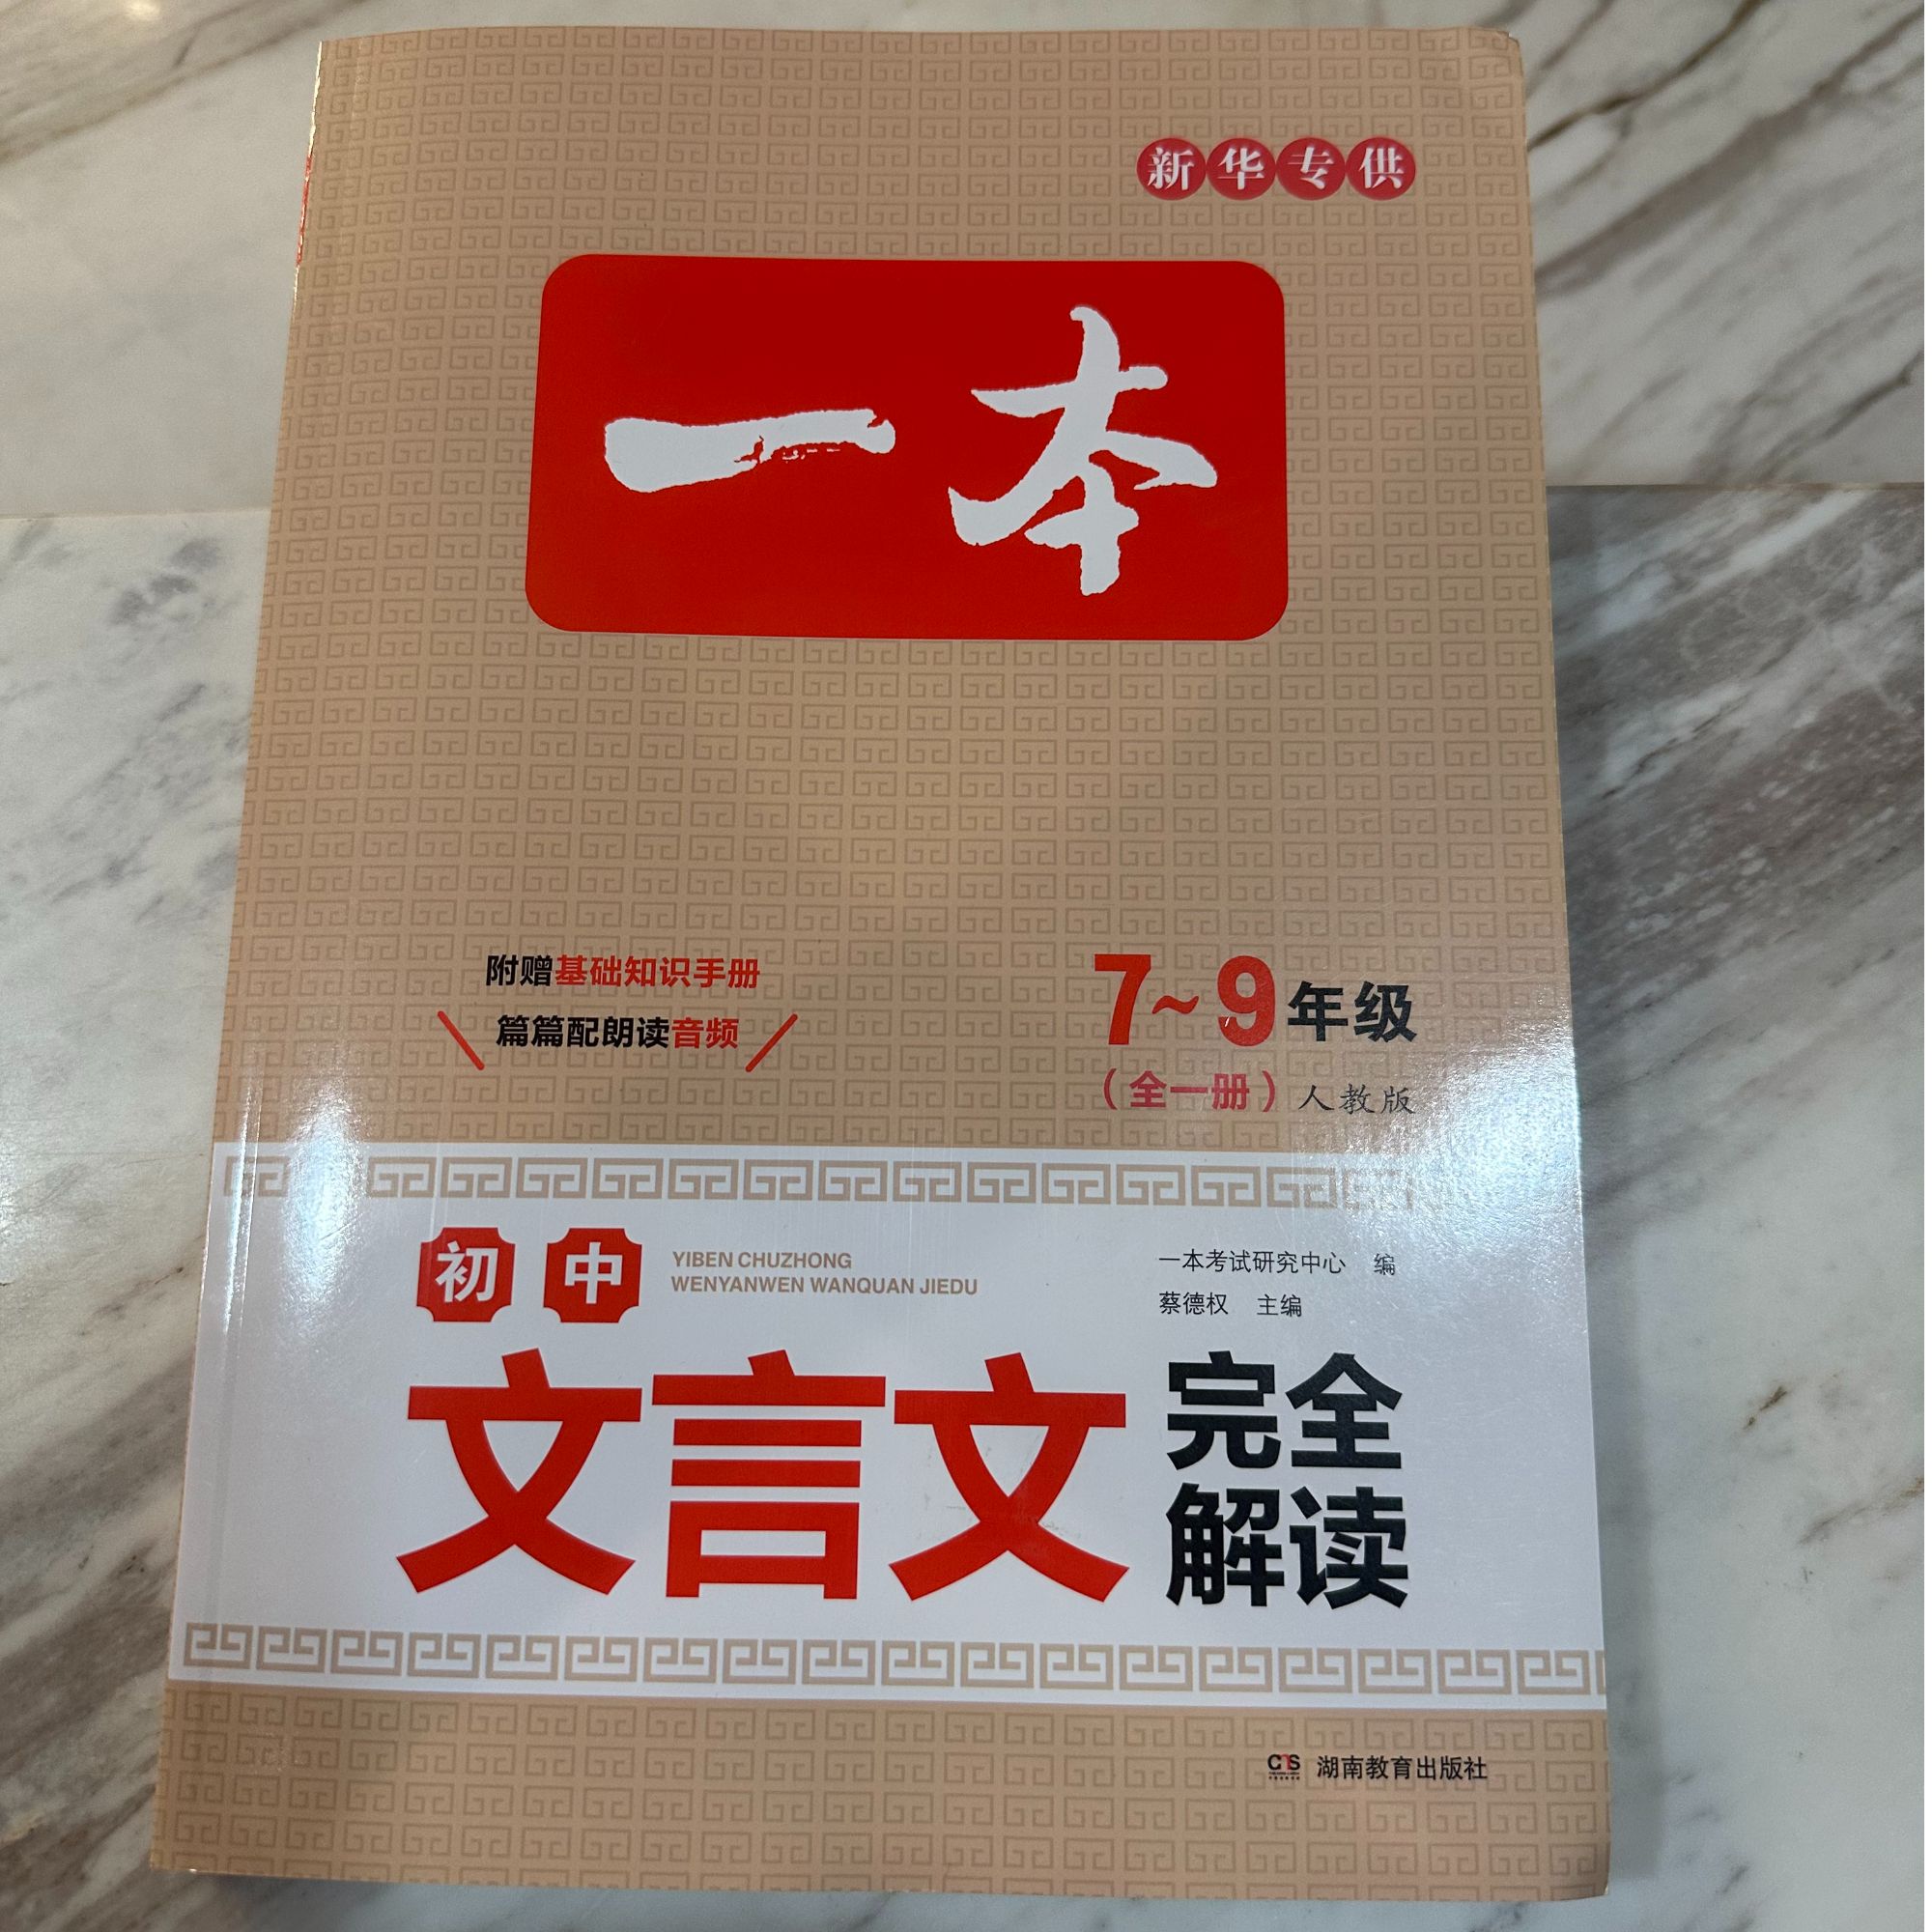 新华专供
一本
附赠基础知识手册
篇篇配朗读音频
7~9年级
（全一册）人教版
初中
YIBEN CHUZHONG
WENYANWEN WANQUAN JIEDU
一本考试研究中心 编
蔡德权 主编
文言文
完全
解读
湖南教育出版社